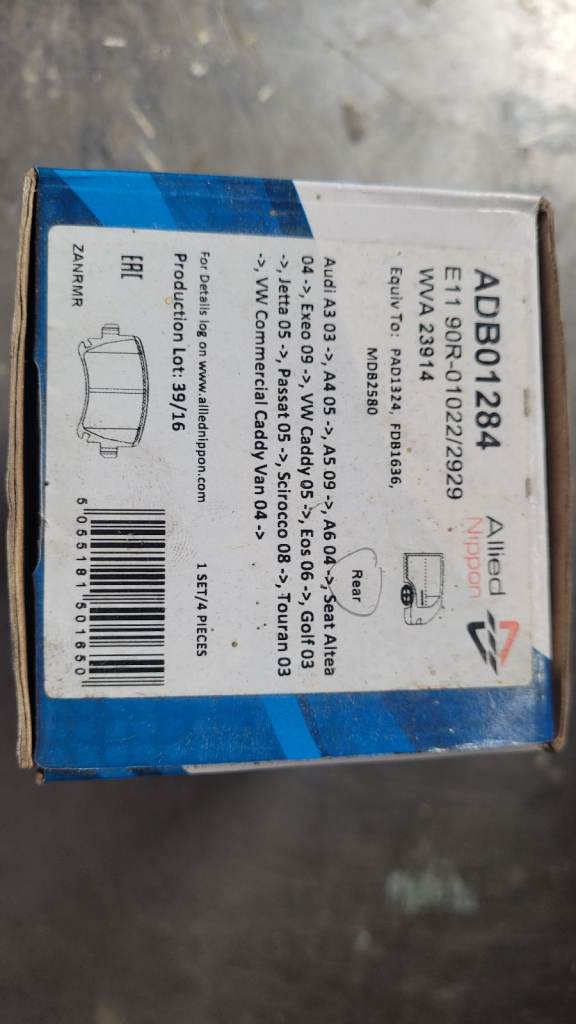 ADB01284
E11 90R-01022/2929
WVA 23914
Allied
Nippon
Equiv To: PAD1324, FDB1636,
MDB2580
Rear
Audi A3 03 ->, A4 05 ->, A5 09 ->, A6 04 ->, Seat Altea
04 ->, Exeo 09 ->, VW Caddy 05 ->, Eos 06 ->, Golf 03
->, Jetta 05 ->, Passat 05 ->, Scirocco 08 ->, Touran 03
->, VW Commercial Caddy Van 04 ->
For Details log on www.alliednippon.com
1 SET/4 PIECES
Production Lot: 39/16
EAC
ZANRMR
5 055181 501650